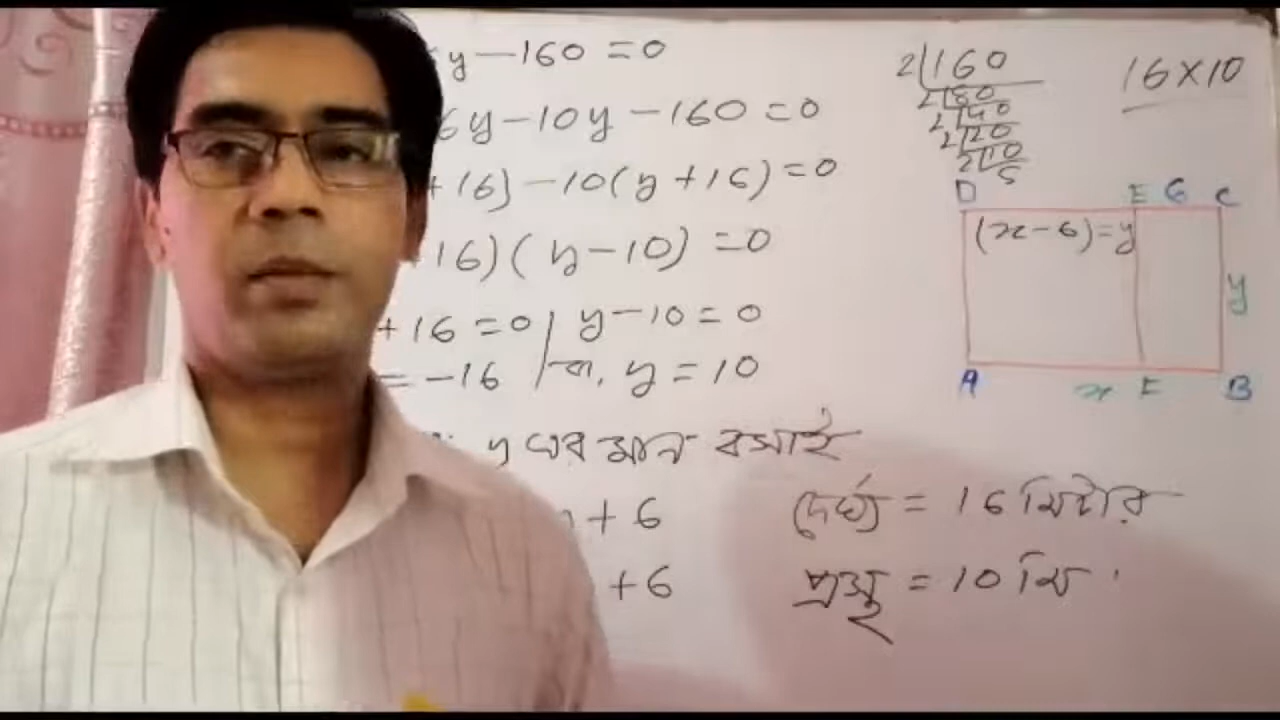 y-160=0
6y-10y-160=0
+16)-10(y+16)=0
16)(y-10)=0
+16=0 | y-10=0
=-16 | বা, y=10
y এর মান বসাই
+6
+6
2|160
2|80
2|40
2|20
2|10
5
16×10
D E 6 C
(x-6)=y
y
A x F B
দৈর্ঘ্য = 16 মিটার
প্রস্থ = 10 মি